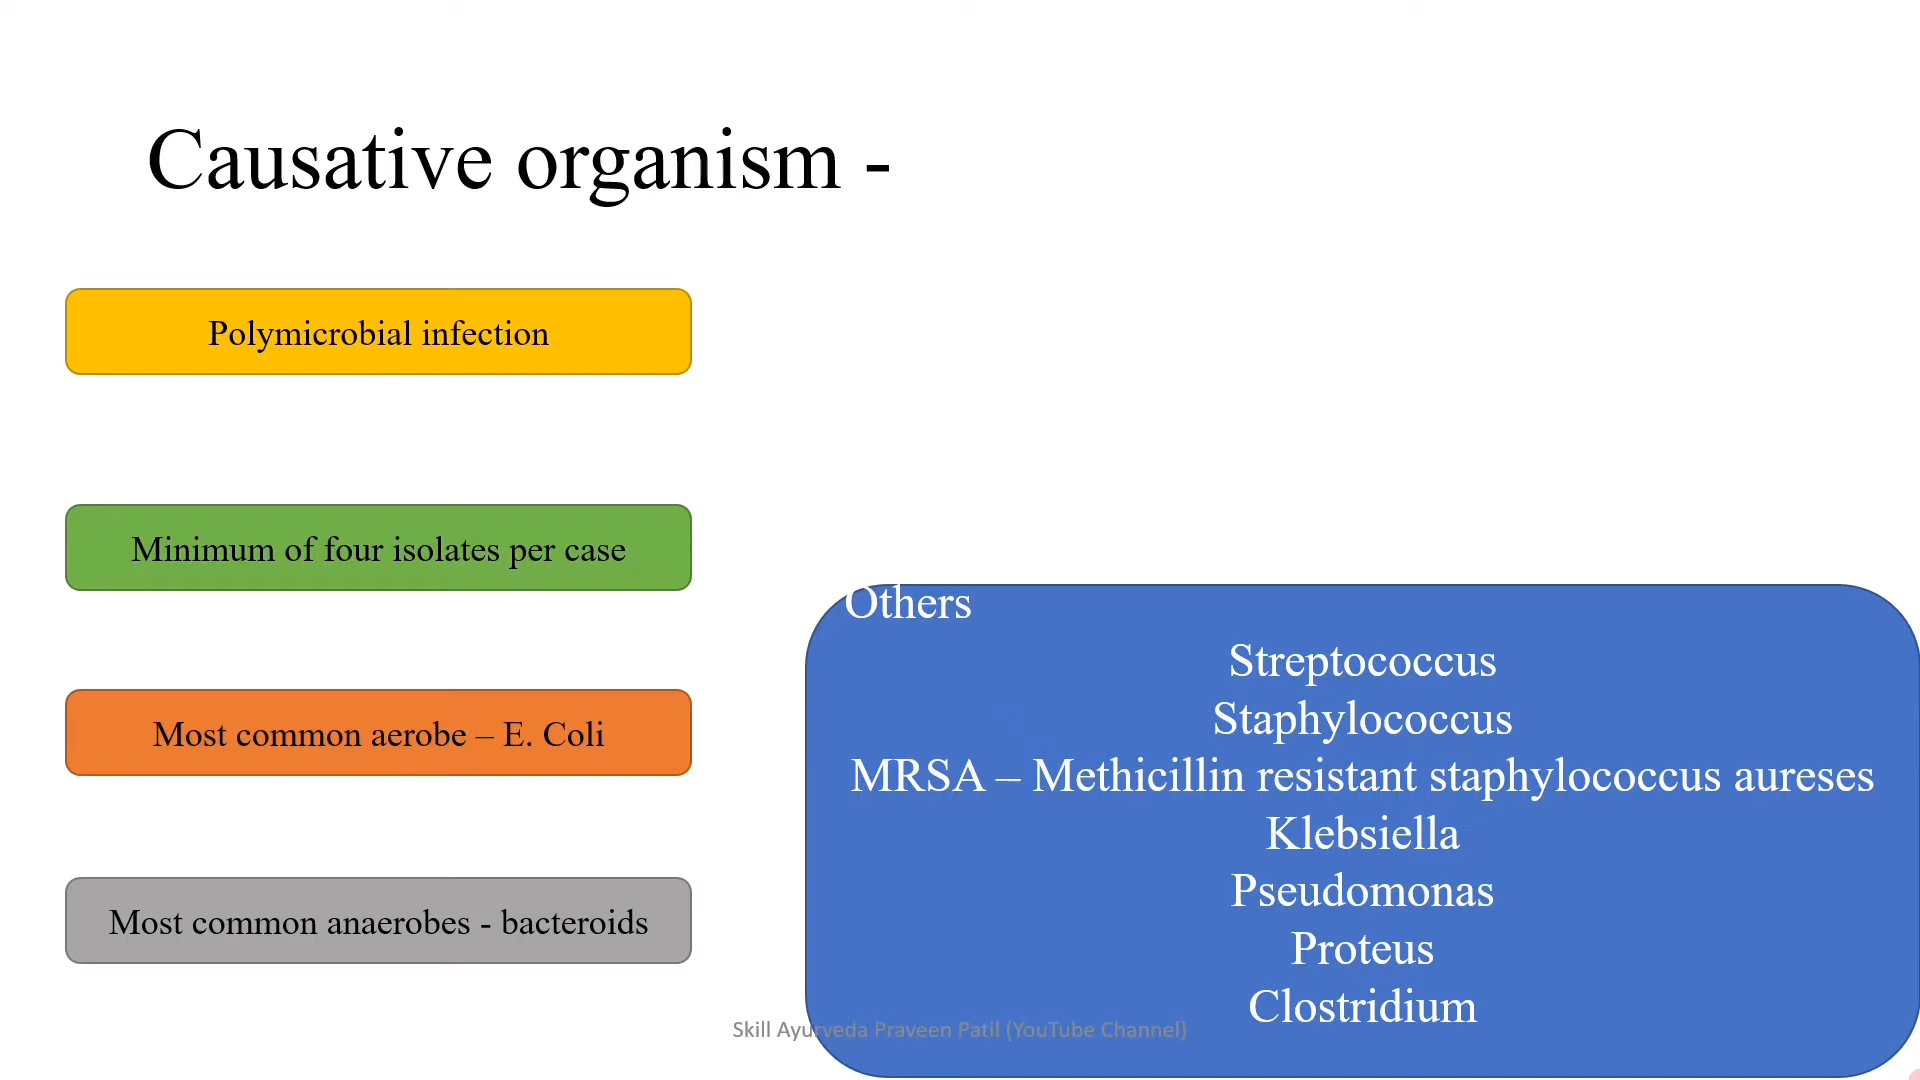 Causative organism -
Polymicrobial infection
Minimum of four isolates per case
Most common aerobe – E. Coli
Most common anaerobes - bacteroids
Others
Streptococcus
Staphylococcus
MRSA – Methicillin resistant staphylococcus aureses
Klebsiella
Pseudomonas
Proteus
Clostridium
Skill Ayurveda Praveen Patil (YouTube Channel)